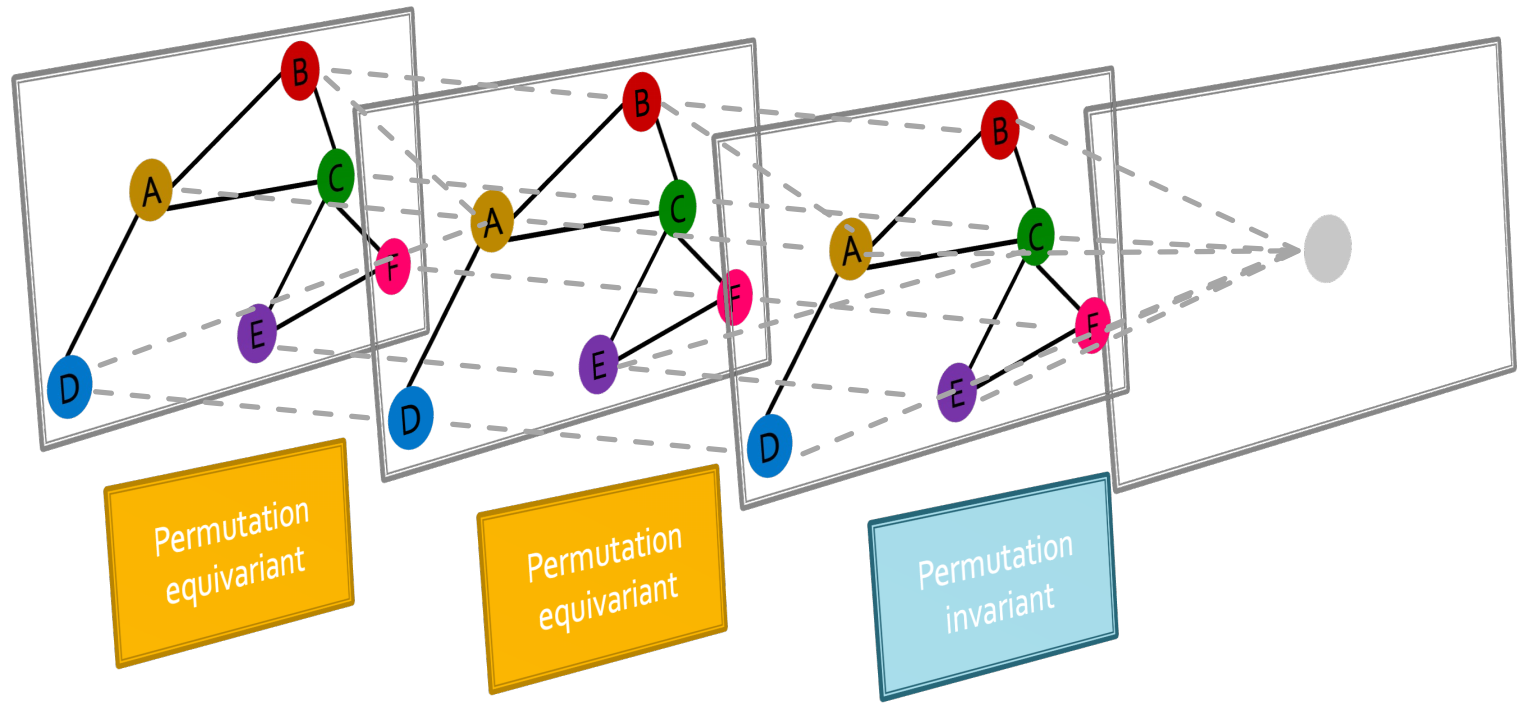 B
A
C
F
E
D
B
A
C
F
E
D
B
A
C
F
E
D
Permutation
equivariant
Permutation
equivariant
Permutation
invariant